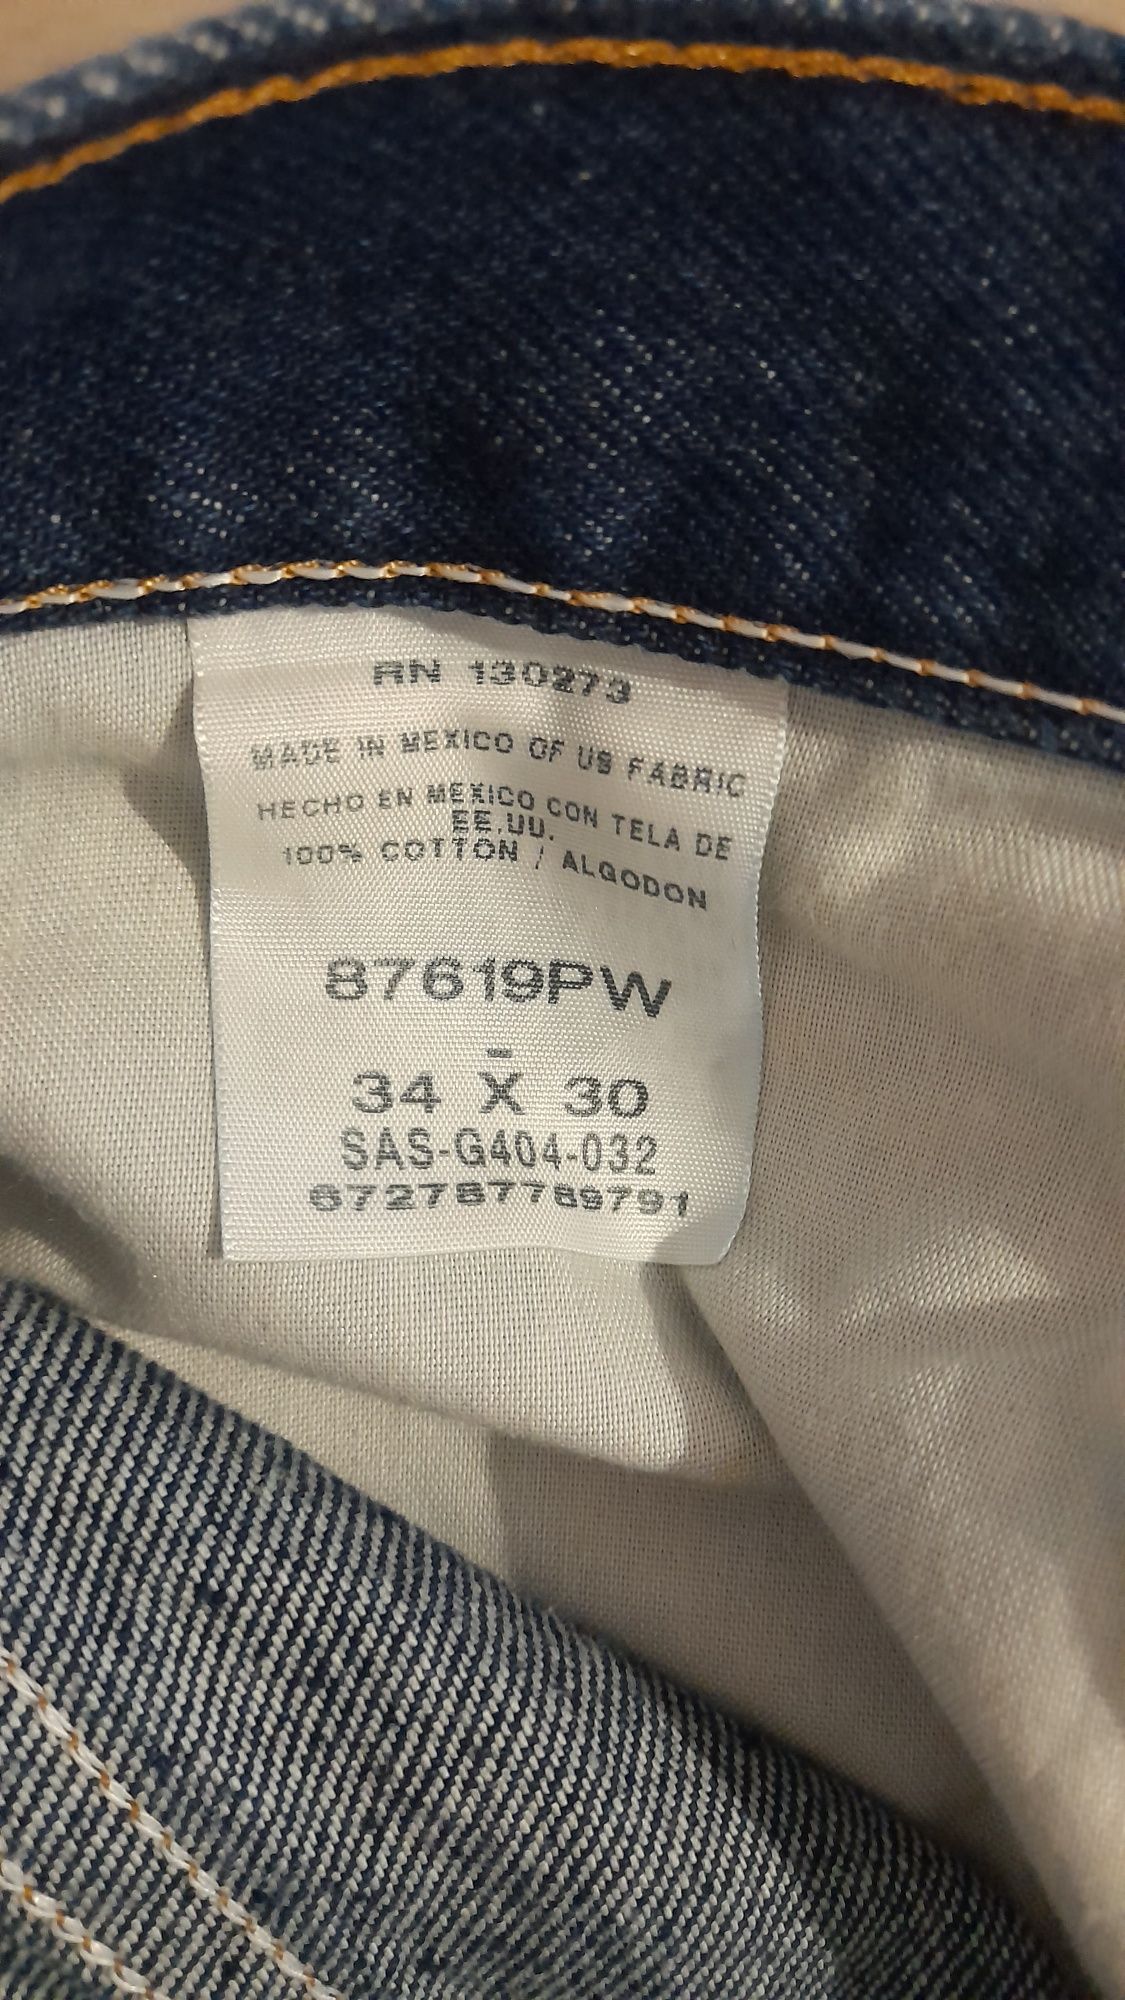 RN 130273
MADE IN MEXICO OF US FABRIC
HECHO EN MEXICO CON TELA DE
EE.UU.
100% COTTON / ALGODON
87619PW
-
34 X 30
SAS-G404-032
672787789791